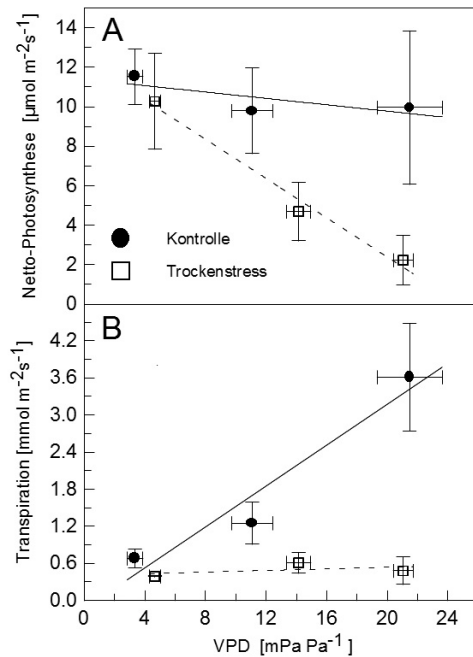 A
Netto-Photosynthese [µmol m⁻²s⁻¹]
14
12
10
8
6
4
2
0
Kontrolle
Trockenstress
B
Transpiration [mmol m⁻²s⁻¹]
4.2
3.6
3.0
2.4
1.8
1.2
0.6
0.0
0 4 8 12 16 20 24
VPD [mPa Pa⁻¹]